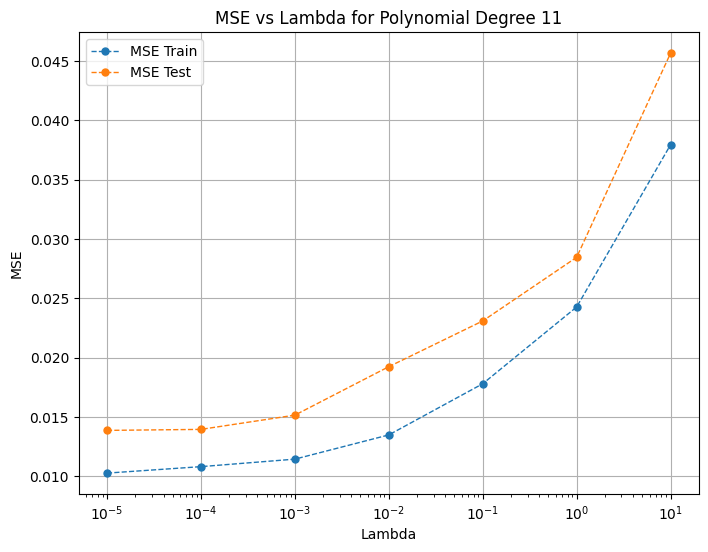 MSE vs Lambda for Polynomial Degree 11
MSE Train
MSE Test
MSE
0.045
0.040
0.035
0.030
0.025
0.020
0.015
0.010
10⁻⁵ 10⁻⁴ 10⁻³ 10⁻² 10⁻¹ 10⁰ 10¹
Lambda